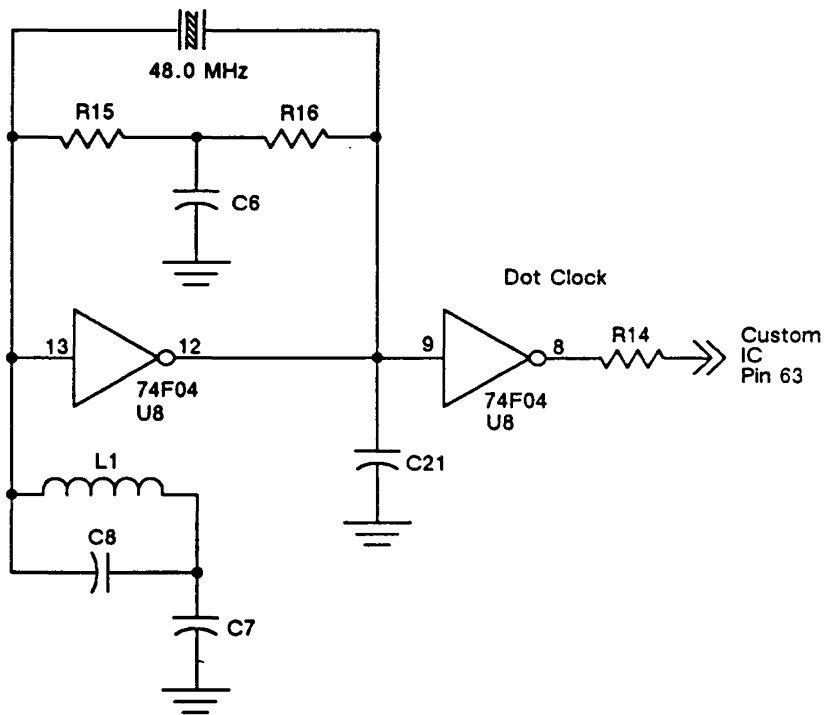 48.0 MHz
R15
R16
C6
Dot Clock
13
12
9
8
R14
Custom
IC
Pin 63
74F04
U8
74F04
U8
L1
C21
C8
C7